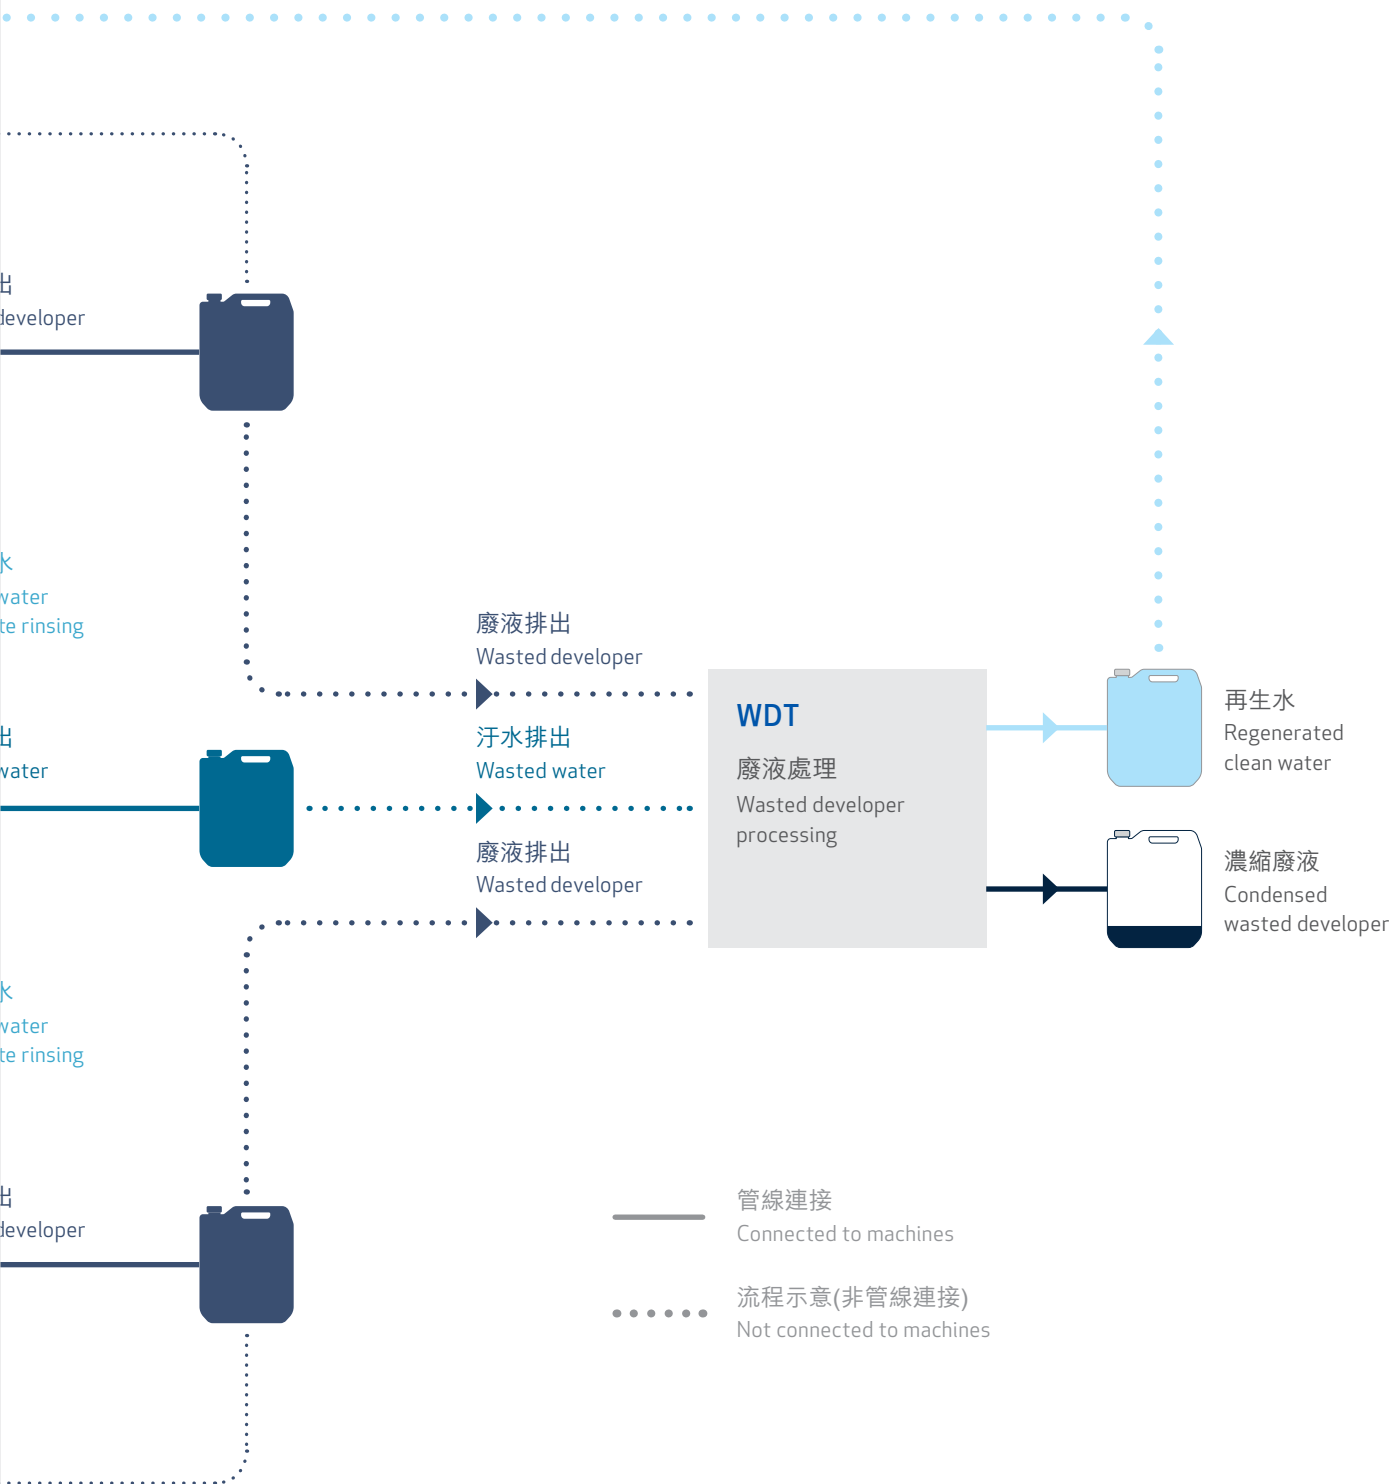 出
developer
水
water
rinsing
廢液排出
Wasted developer
出
water
汙水排出
Wasted water
廢液排出
Wasted developer
WDT
廢液處理
Wasted developer
processing
再生水
Regenerated
clean water
濃縮廢液
Condensed
wasted developer
水
water
rinsing
出
developer
管線連接
Connected to machines
流程示意(非管線連接)
Not connected to machines